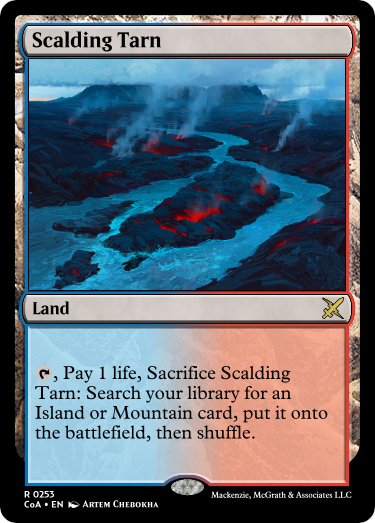 Scalding Tarn
Land
, Pay 1 life, Sacrifice Scalding
Tarn: Search your library for an
Island or Mountain card, put it onto
the battlefield, then shuffle.
R 0253
CoA • EN Artem Chebokha
Mackenzie, McGrath & Associates LLC